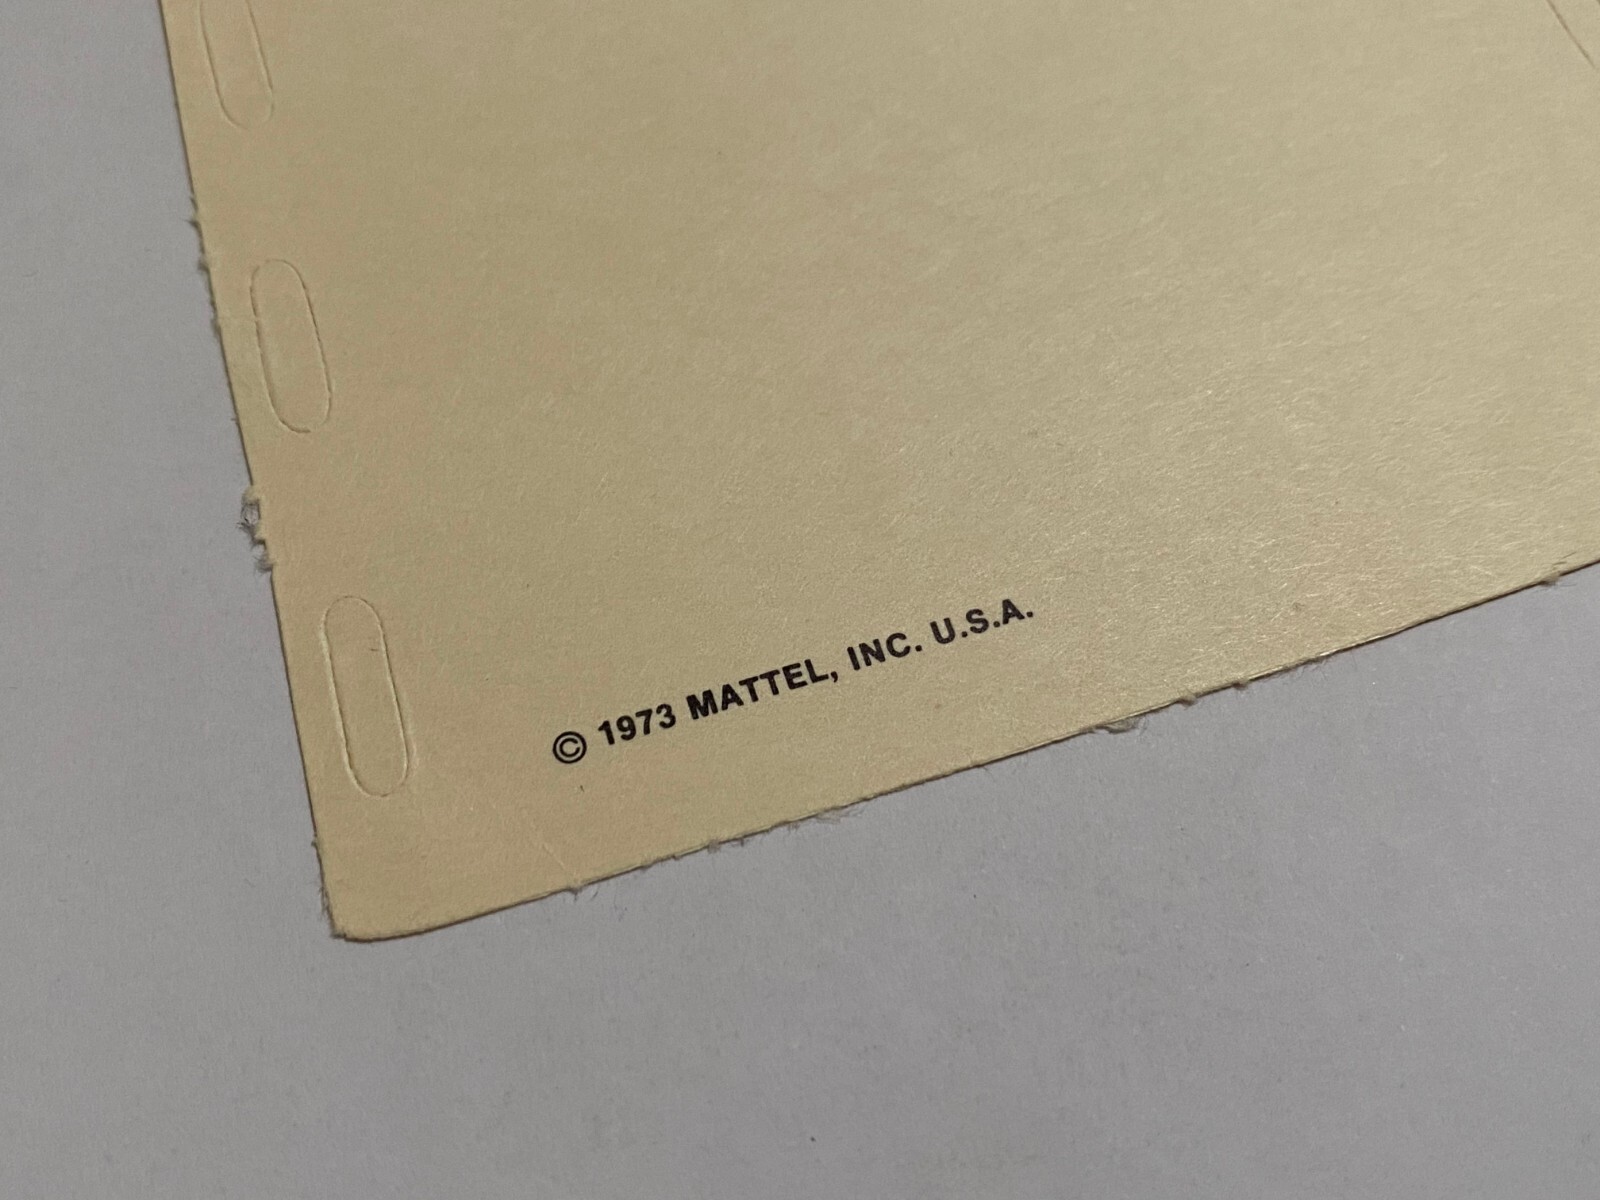 © 1973 MATTEL, INC. U.S.A.